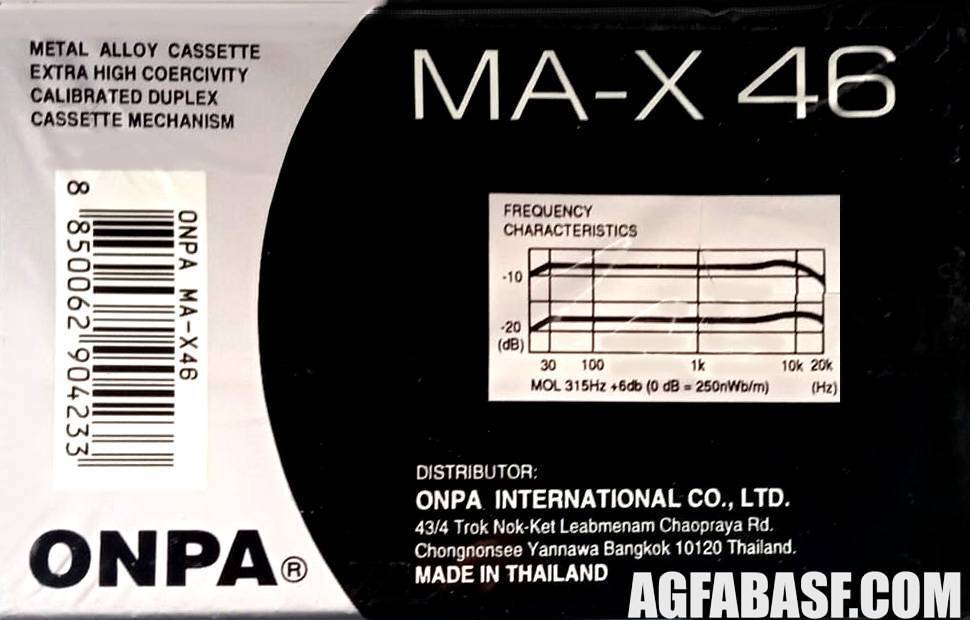 METAL ALLOY CASSETTE
EXTRA HIGH COERCIVITY
CALIBRATED DUPLEX
CASSETTE MECHANISM
MA-X 46
8 850062 904233
ONPA MA-X46
FREQUENCY
CHARACTERISTICS
-10
-20
(dB)
30 100 1k 10k 20k
MOL 315Hz +6db (0 dB = 250nWb/m) (Hz)
DISTRIBUTOR:
ONPA INTERNATIONAL CO., LTD.
43/4 Trok Nok-Ket Leabmenam Chaopraya Rd.
Chongnonsee Yannawa Bangkok 10120 Thailand.
MADE IN THAILAND
ONPA®
AGFABASF.COM